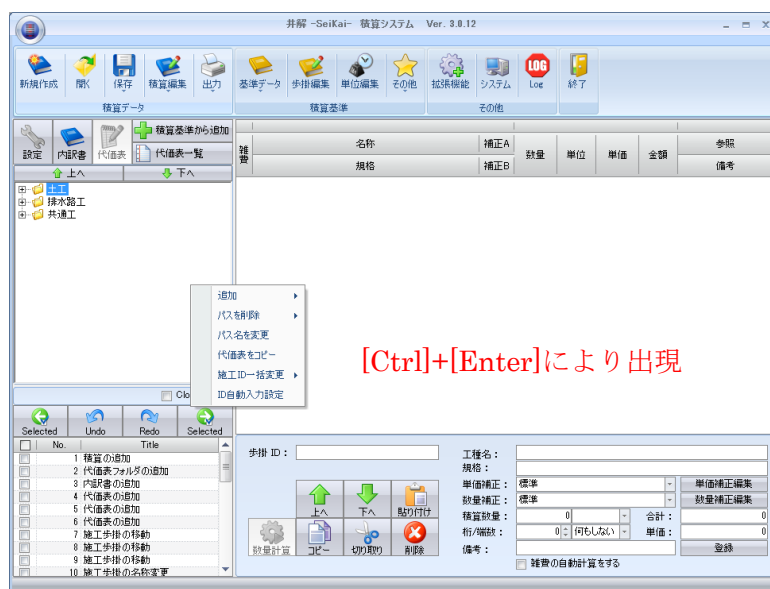 井解 -SeiKai- 積算システム Ver. 3.0.12
新規作成 開く 保存 積算編集 出力 基準データ 歩掛編集 単位編集 その他 拡張機能 システム LOG Log 終了
積算データ 積算基準 その他
設定 内訳書 代価表 積算基準から追加
代価表一覧
上へ 下へ
雑費 名称 補正A 数量 単位 単価 金額 参照
規格 補正B 備考
土工
排水路工
共通工
追加
パスを削除
パス名を変更
代価表をコピー
施工ID一括変更
ID自動入力設定
[Ctrl]+[Enter]により出現
Clo
Selected Undo Redo Selected
No. Title
1 積算の追加
2 代価表フォルダの追加
3 内訳書の追加
4 代価表の追加
5 代価表の追加
6 代価表の追加
7 施工歩掛の移動
8 施工歩掛の移動
9 施工歩掛の移動
10 施工歩掛の名称変更
歩掛 ID：
上へ 下へ 貼り付け
数量計算 コピー 切り取り 削除
工種名：
規格：
単価補正： 標準 単価補正編集
数量補正： 標準 数量補正編集
積算数量： 0 合計： 0
桁/端数： 0 何もしない 単価： 0
備考： 登録
雑費の自動計算をする